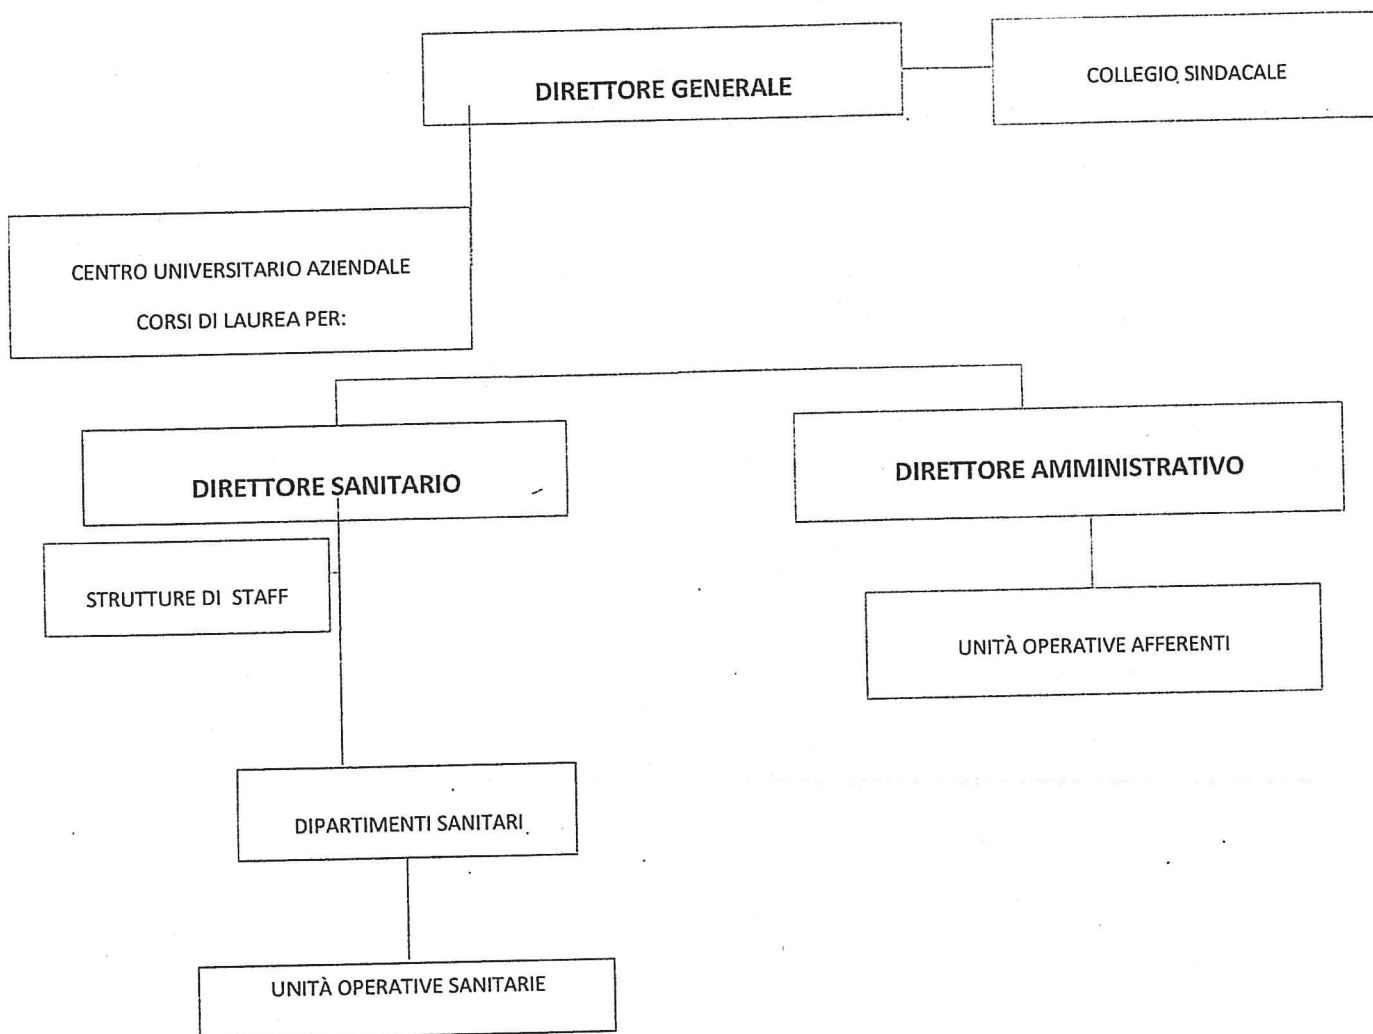 DIRETTORE GENERALE
COLLEGIO SINDACALE
CENTRO UNIVERSITARIO AZIENDALE
CORSI DI LAUREA PER:
DIRETTORE SANITARIO
DIRETTORE AMMINISTRATIVO
STRUTTURE DI STAFF
UNITÀ OPERATIVE AFFERENTI
DIPARTIMENTI SANITARI
UNITÀ OPERATIVE SANITARIE